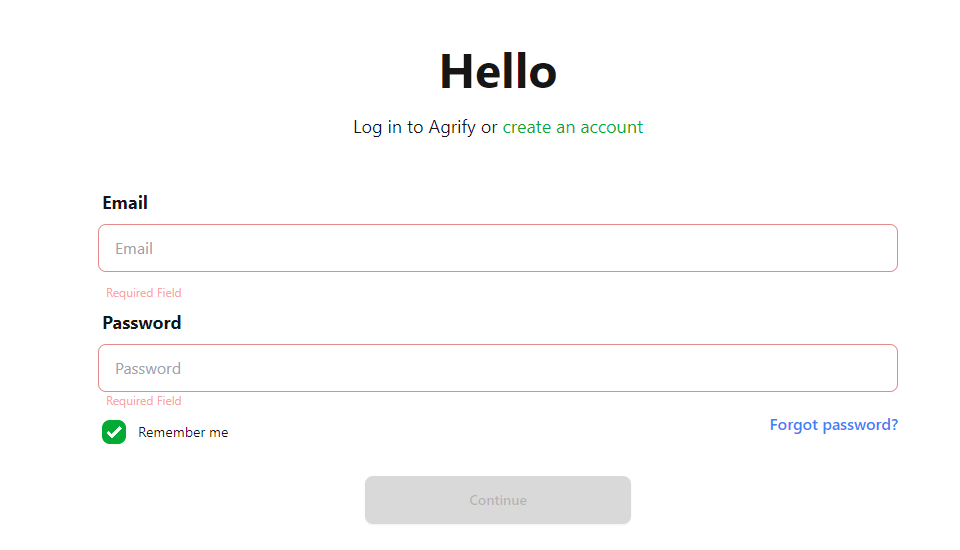 Hello
Log in to Agrify or create an account
Email
Email
Required Field
Password
Password
Required Field
Remember me
Forgot password?
Continue